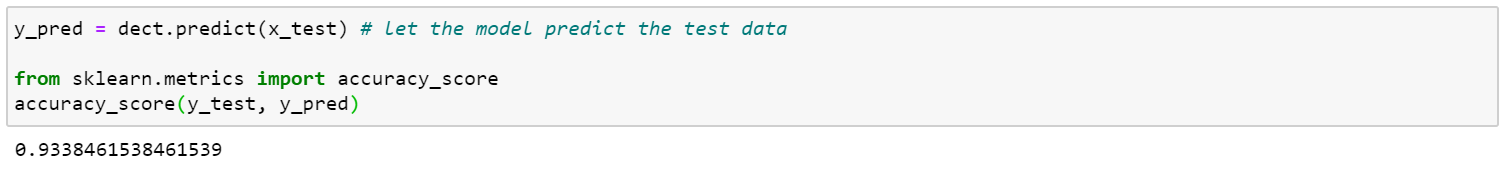 y_pred = dect.predict(x_test) # let the model predict the test data
from sklearn.metrics import accuracy_score
accuracy_score(y_test, y_pred)
0.9338461538461539